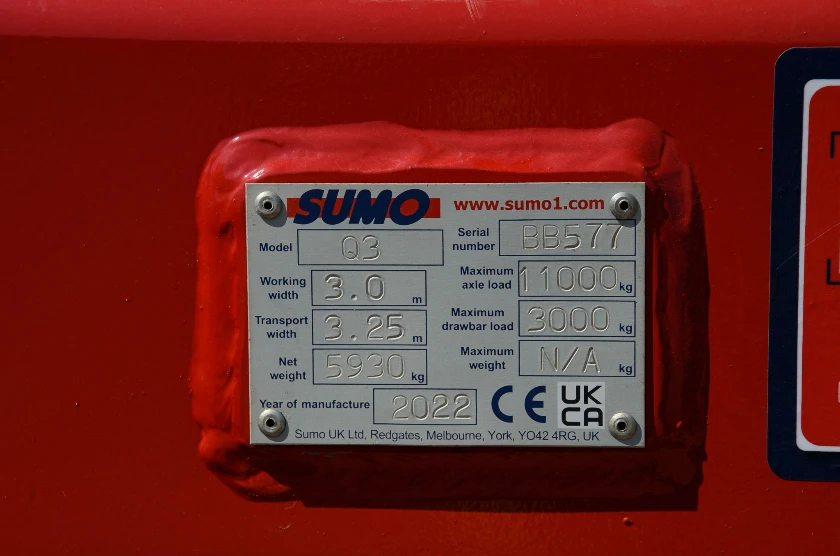 SUMO www.sumo1.com
Model Q3 Serial number BB577
Working width 3.0 m Maximum axle load 11000 kg
Transport width 3.25 m Maximum drawbar load 3000 kg
Net weight 5930 kg Maximum weight N/A kg
Year of manufacture 2022 CE UK CA
Sumo UK Ltd, Redgates, Melbourne, York, YO42 4RG, UK